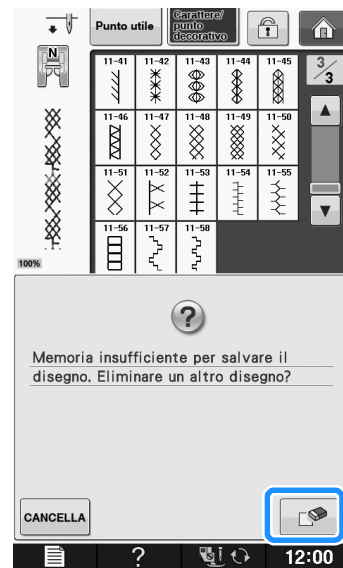 Punto utile
Carattere/
punto
decorativo
N
11-41 11-42 11-43 11-44 11-45
3/3
11-46 11-47 11-48 11-49 11-50
11-51 11-52 11-53 11-54 11-55
11-56 11-57 11-58
100%
?
Memoria insufficiente per salvare il
disegno. Eliminare un altro disegno?
CANCELLA
? 12:00